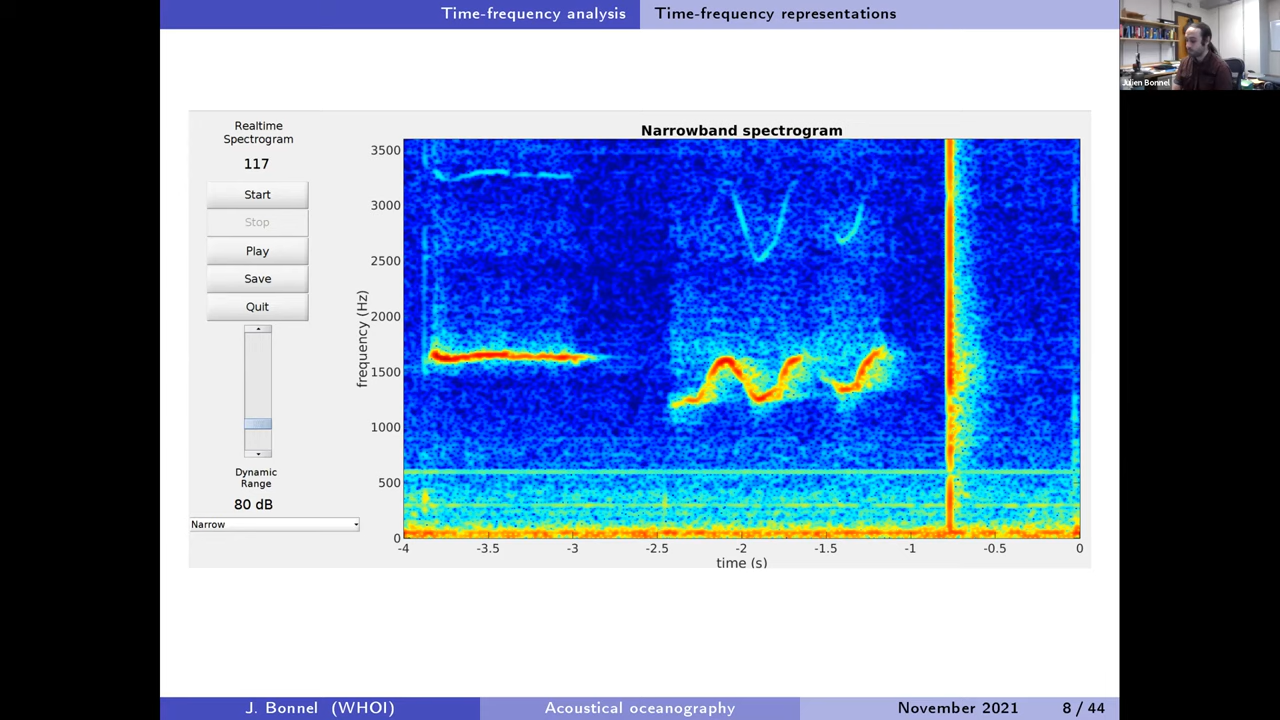 Time-frequency analysis
Time-frequency representations
Julien Bonnel
Realtime
Spectrogram
117
Start
Stop
Play
Save
Quit
Dynamic
Range
80 dB
Narrow
Narrowband spectrogram
frequency (Hz)
3500
3000
2500
2000
1500
1000
500
0
-4
-3.5
-3
-2.5
-2
-1.5
-1
-0.5
0
time (s)
J. Bonnel (WHOI)
Acoustical oceanography
November 2021
8 / 44